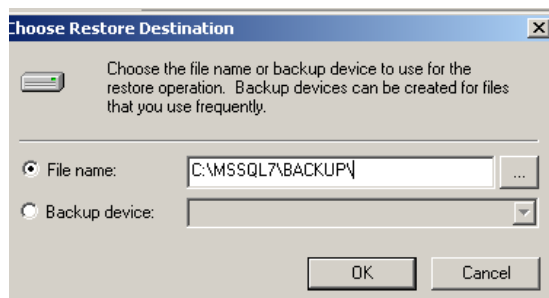 Choose Restore Destination
Choose the file name or backup device to use for the
restore operation. Backup devices can be created for files
that you use frequently.
File name: C:\MSSQL7\BACKUP\ ...
Backup device:
OK Cancel